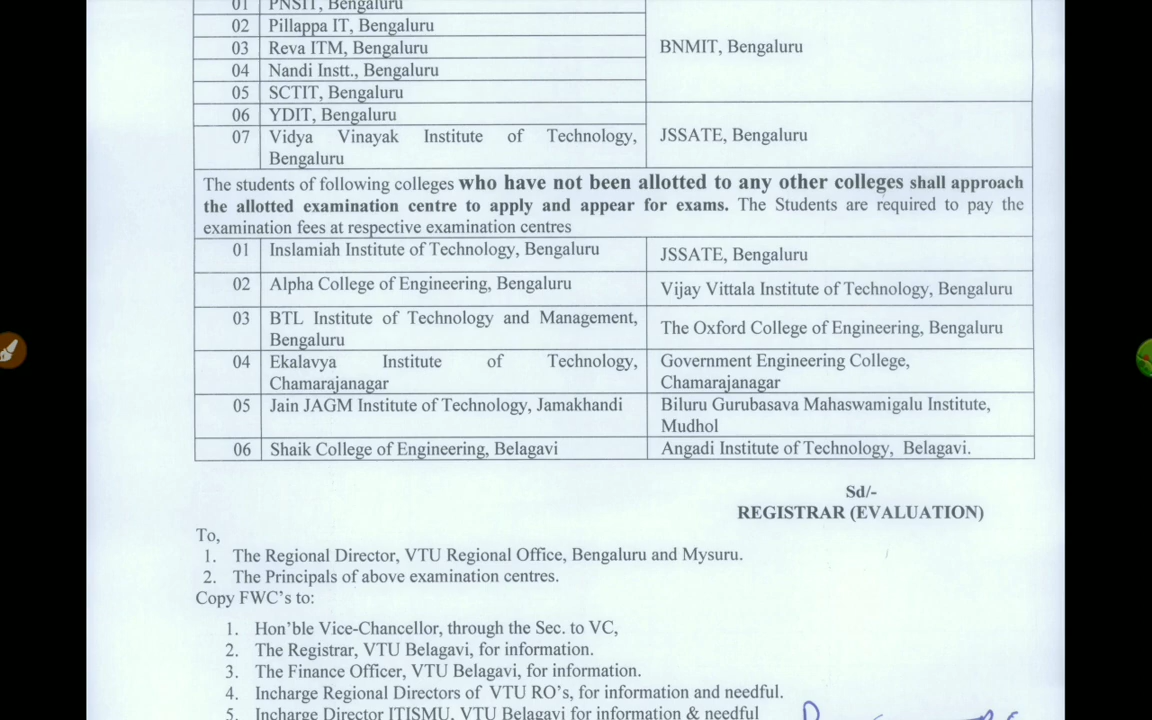 01 PNSIT, Bengaluru
02 Pillappa IT, Bengaluru
03 Reva ITM, Bengaluru
BNMIT, Bengaluru
04 Nandi Instt., Bengaluru
05 SCTIT, Bengaluru
06 YDIT, Bengaluru
07 Vidya Vinayak Institute of Technology,
Bengaluru
JSSATE, Bengaluru
The students of following colleges who have not been allotted to any other colleges shall approach
the allotted examination centre to apply and appear for exams. The Students are required to pay the
examination fees at respective examination centres
01 Inslamiah Institute of Technology, Bengaluru
JSSATE, Bengaluru
02 Alpha College of Engineering, Bengaluru
Vijay Vittala Institute of Technology, Bengaluru
03 BTL Institute of Technology and Management,
Bengaluru
The Oxford College of Engineering, Bengaluru
04 Ekalavya Institute of Technology,
Chamarajanagar
Government Engineering College,
Chamarajanagar
05 Jain JAGM Institute of Technology, Jamakhandi
Biluru Gurubasava Mahaswamigalu Institute,
Mudhol
06 Shaik College of Engineering, Belagavi
Angadi Institute of Technology, Belagavi.
Sd/-
REGISTRAR (EVALUATION)
To,
1. The Regional Director, VTU Regional Office, Bengaluru and Mysuru.
2. The Principals of above examination centres.
Copy FWC's to:
1. Hon'ble Vice-Chancellor, through the Sec. to VC,
2. The Registrar, VTU Belagavi, for information.
3. The Finance Officer, VTU Belagavi, for information.
4. Incharge Regional Directors of VTU RO's, for information and needful.
5. Incharge Director ITISMU, VTU Belagavi for information & needful